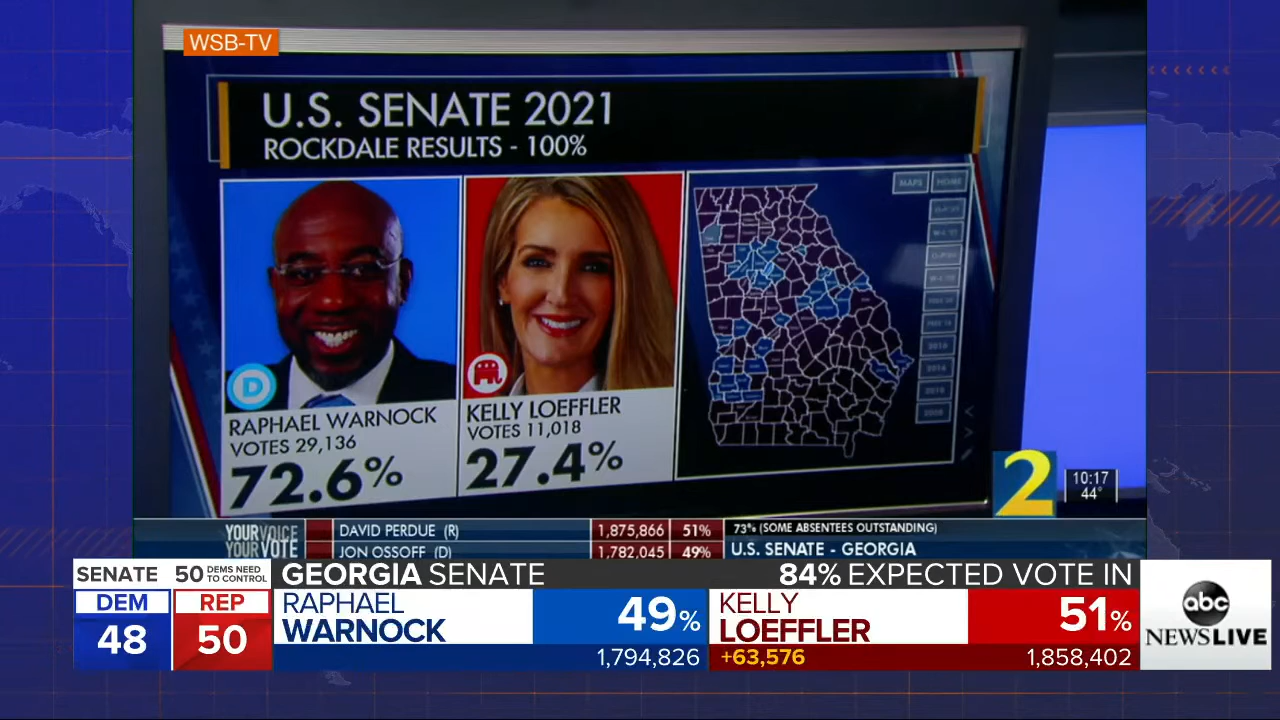 WSB-TV
U.S. SENATE 2021
ROCKDALE RESULTS - 100%
MAPS HOME
D
RAPHAEL WARNOCK
VOTES 29,136
72.6%
KELLY LOEFFLER
VOTES 11,018
27.4%
2
10:17
44°
YOUR VOICE
YOUR VOTE
DAVID PERDUE (R) 1,875,866 51%
JON OSSOFF (D) 1,782,045 49%
73% (SOME ABSENTEES OUTSTANDING)
U.S. SENATE - GEORGIA
SENATE 50 DEMS NEED
TO CONTROL
DEM REP
48 50
GEORGIA SENATE 84% EXPECTED VOTE IN
RAPHAEL
WARNOCK
49%
1,794,826
KELLY
LOEFFLER
51%
+63,576 1,858,402
abc
NEWS LIVE